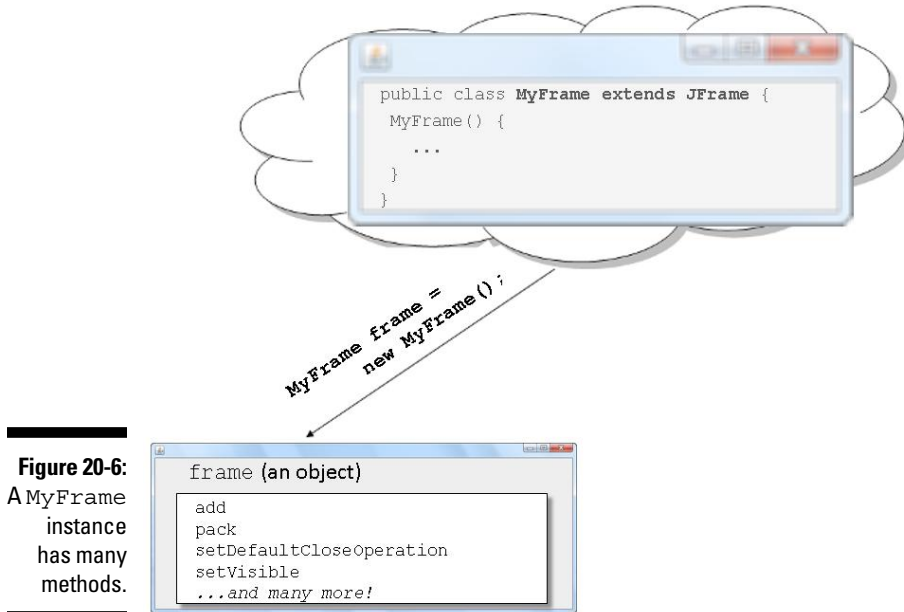 public class MyFrame extends JFrame {
MyFrame() {
...
}
}
MyFrame frame =
new MyFrame();
Figure 20-6:
A MyFrame
instance
has many
methods.
frame (an object)
add
pack
setDefaultCloseOperation
setVisible
...and many more!